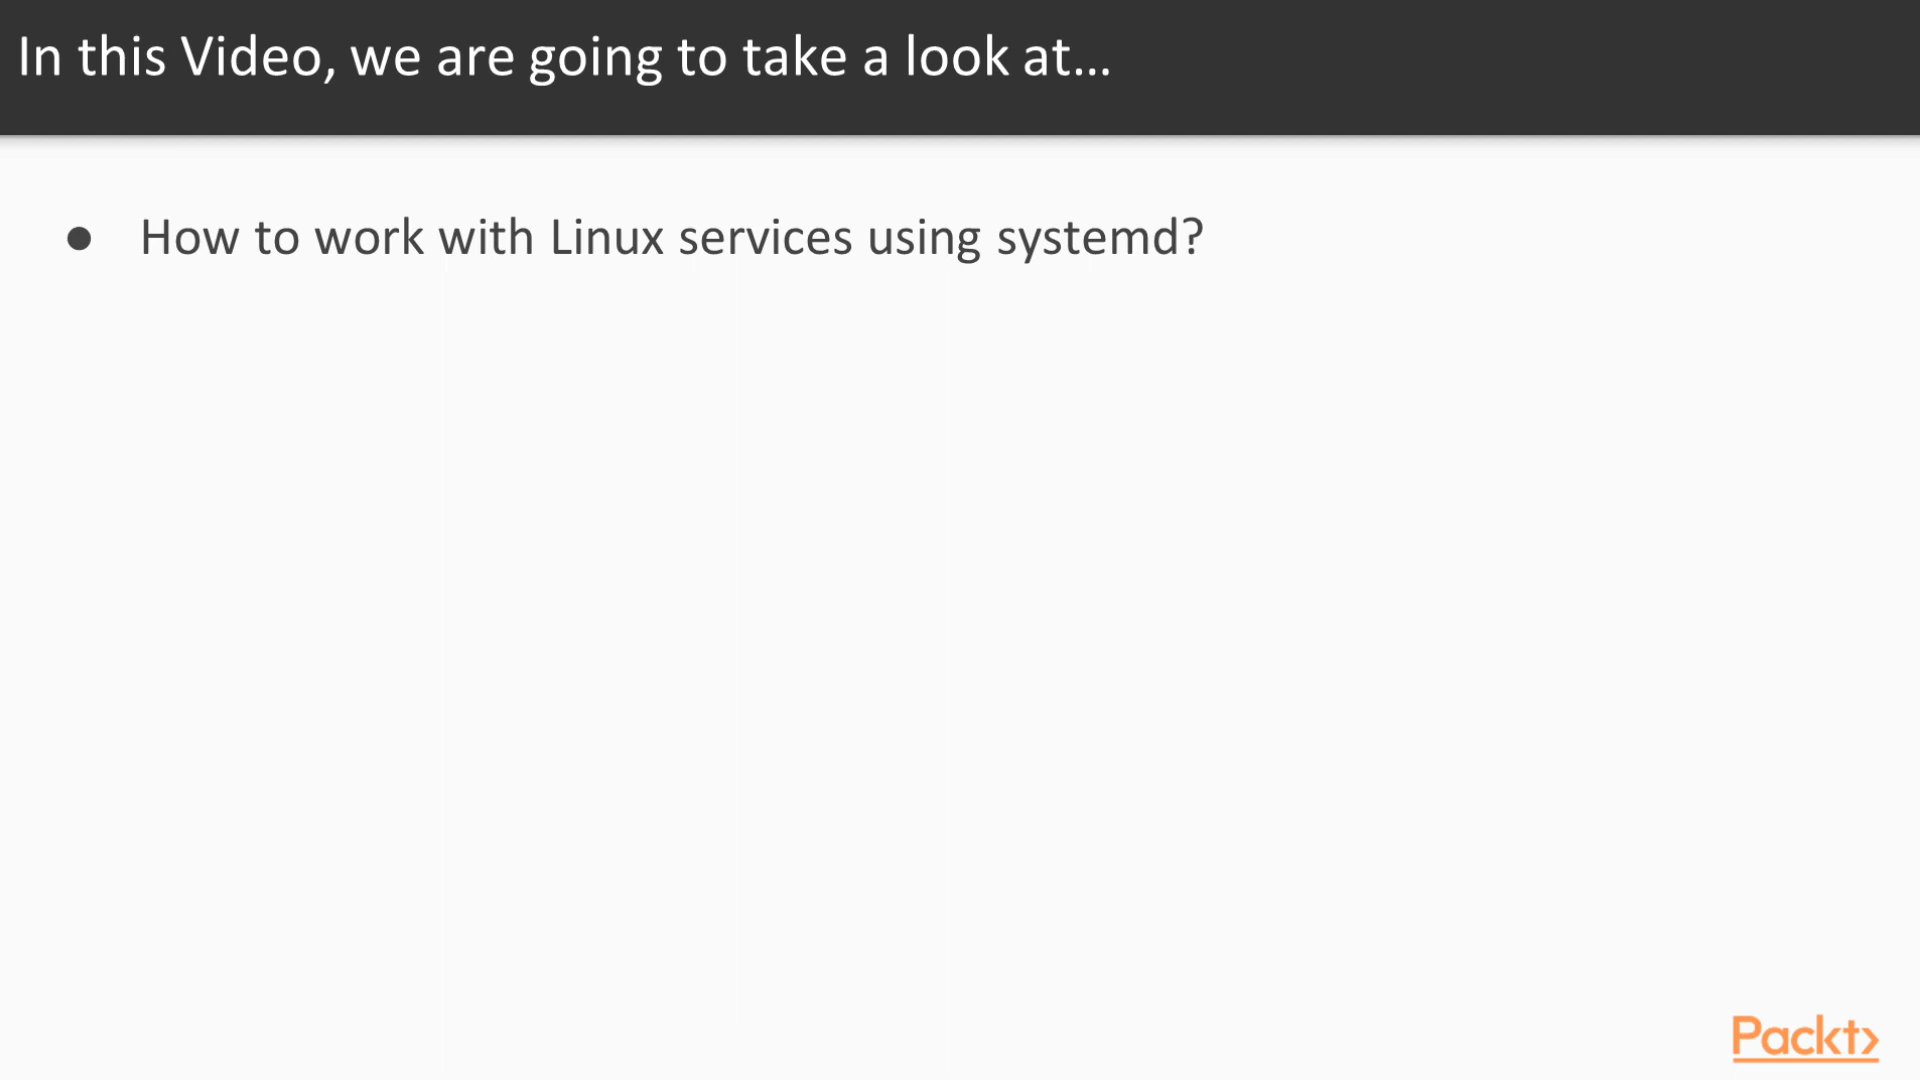 In this Video, we are going to take a look at...
● How to work with Linux services using systemd?
Packt>